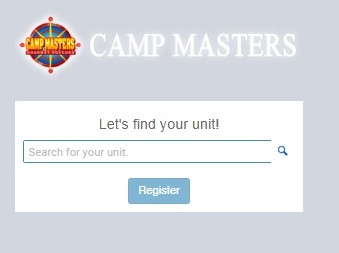 CAMP MASTERS
CAMP MASTERS
Let's find your unit!
Search for your unit.
Register